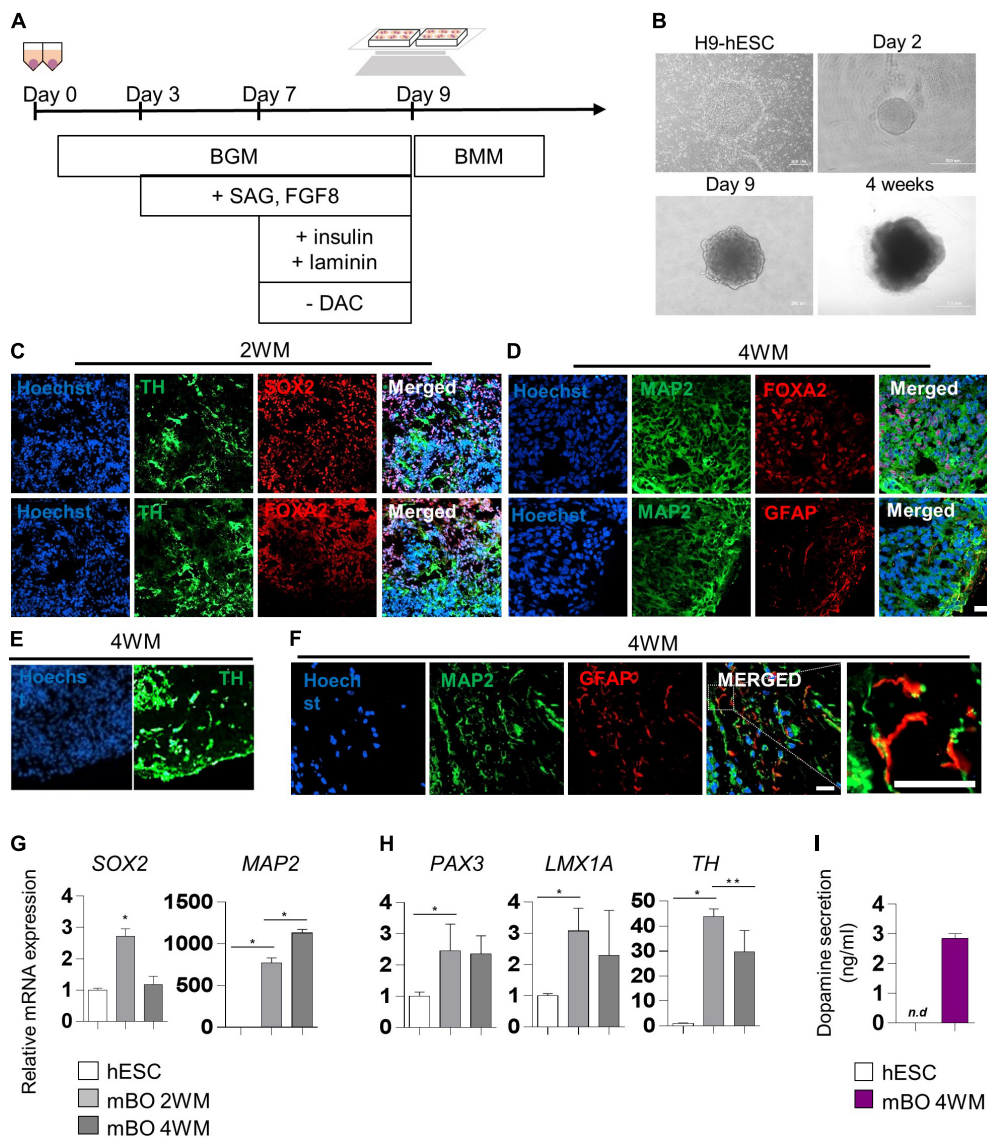 A
Day 0
Day 3
Day 7
Day 9
BGM
BMM
+ SAG, FGF8
+ insulin
+ laminin
- DAC
B
H9-hESC
Day 2
Day 9
4 weeks
C
2WM
Hoechst
TH
SOX2
Merged
Hoechst
TH
FOXA2
Merged
D
4WM
Hoechst
MAP2
FOXA2
Merged
Hoechst
MAP2
GFAP
Merged
E
4WM
Hoechs
TH
F
4WM
Hoech
st
MAP2
GFAP
MERGED
G
Relative mRNA expression
SOX2
4
3
2
1
0
*
MAP2
1500
1000
500
0
*
*
hESC
mBO 2WM
mBO 4WM
H
PAX3
4
3
2
1
0
*
LMX1A
4
3
2
1
0
*
TH
50
40
30
20
10
0
*
**
I
Dopamine secretion
(ng/ml)
4
3
2
1
0
n.d
hESC
mBO 4WM